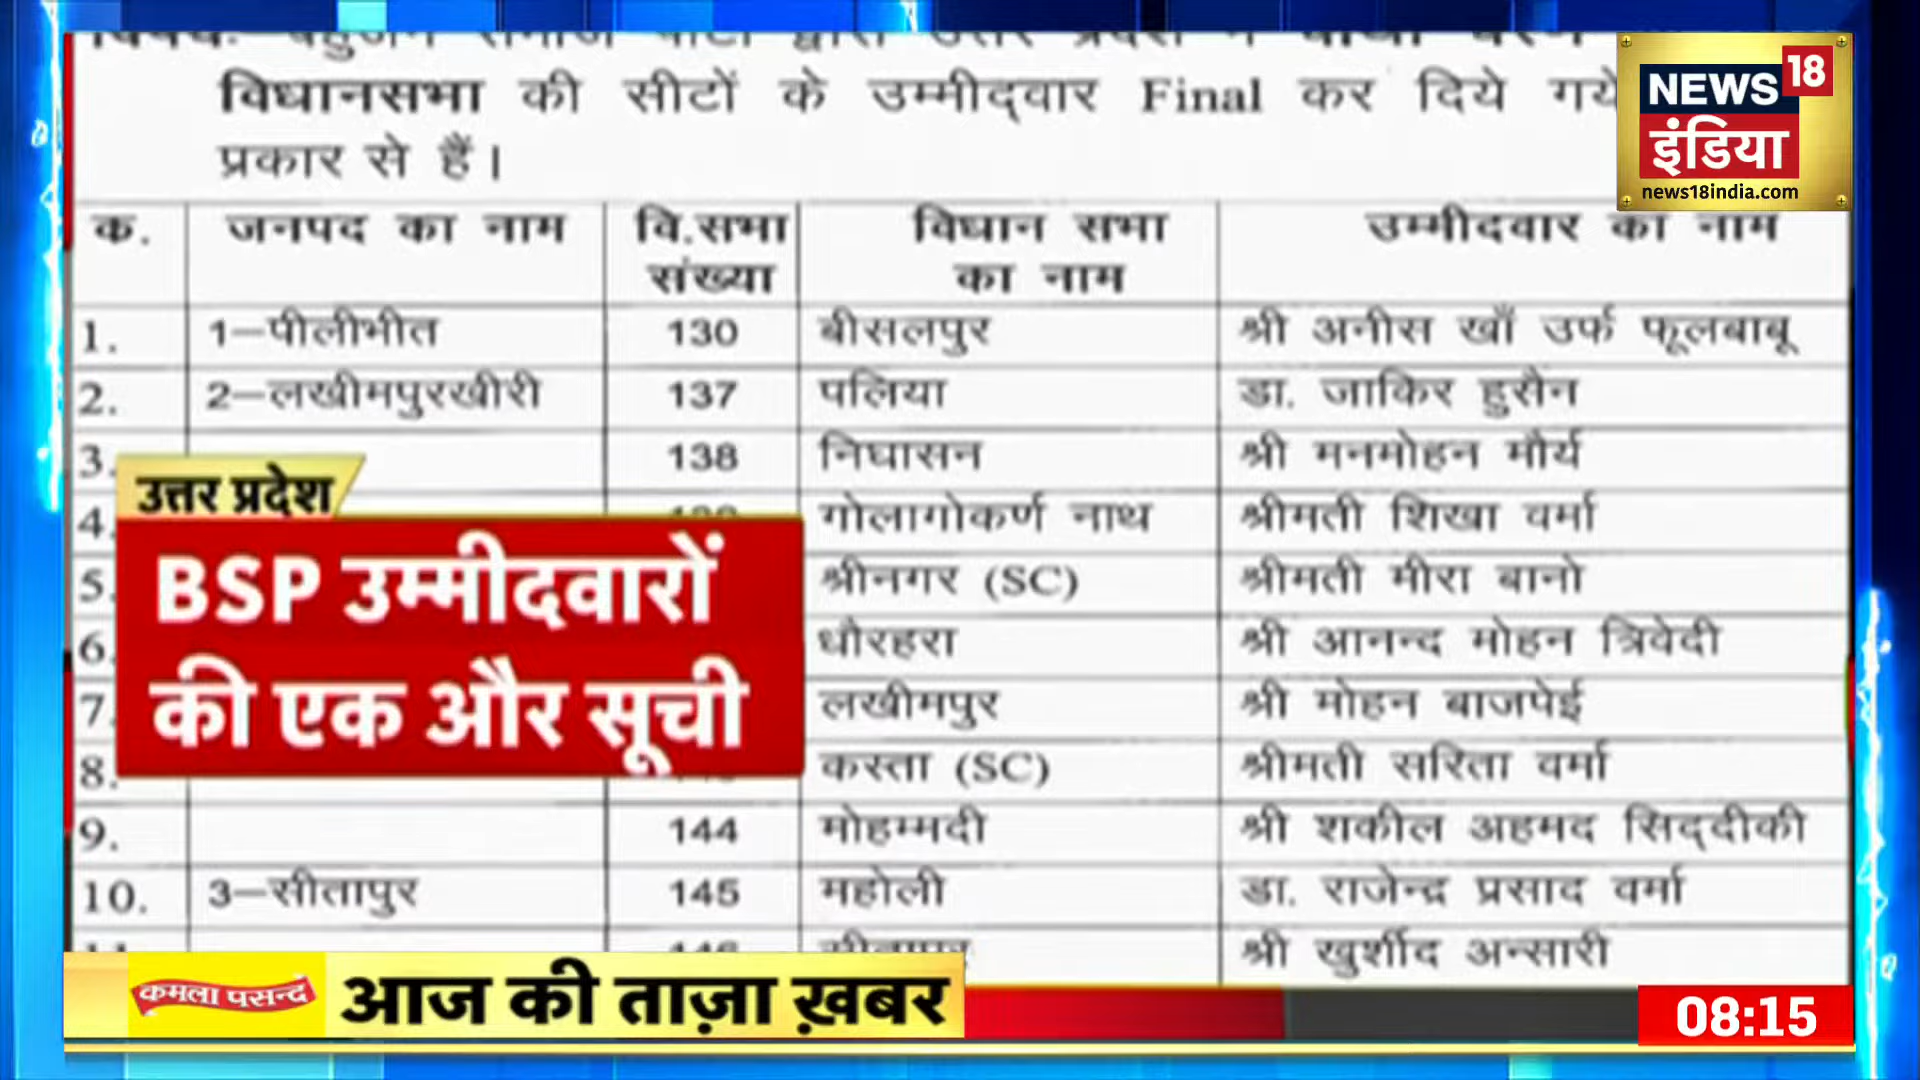 विधानसभा की सीटों के उम्मीद्वार Final कर दिये गये
प्रकार से हैं।
NEWS 18
इंडिया
news18india.com
क. जनपद का नाम वि.सभा संख्या विधान सभा का नाम उम्मीदवार का नाम
1. 1–पीलीभीत 130 बीसलपुर श्री अनीस खाँ उर्फ फूलबाबू
2. 2–लखीमपुरखीरी 137 पलिया डा. जाकिर हुसैन
3. 138 निघासन श्री मनमोहन मौर्य
4. गोलागोकर्ण नाथ श्रीमती शिखा वर्मा
5. श्रीनगर (SC) श्रीमती मीरा बानो
6. धौरहरा श्री आनन्द मोहन त्रिवेदी
7. लखीमपुर श्री मोहन बाजपेई
8. कस्ता (SC) श्रीमती सरिता वर्मा
9. 144 मोहम्मदी श्री शकील अहमद सिद्दीकी
10. 3–सीतापुर 145 महोली डा. राजेन्द्र प्रसाद वर्मा
श्री खुर्शीद अन्सारी
उत्तर प्रदेश
BSP उम्मीदवारों
की एक और सूची
कमला पसन्द आज की ताज़ा ख़बर
08:15